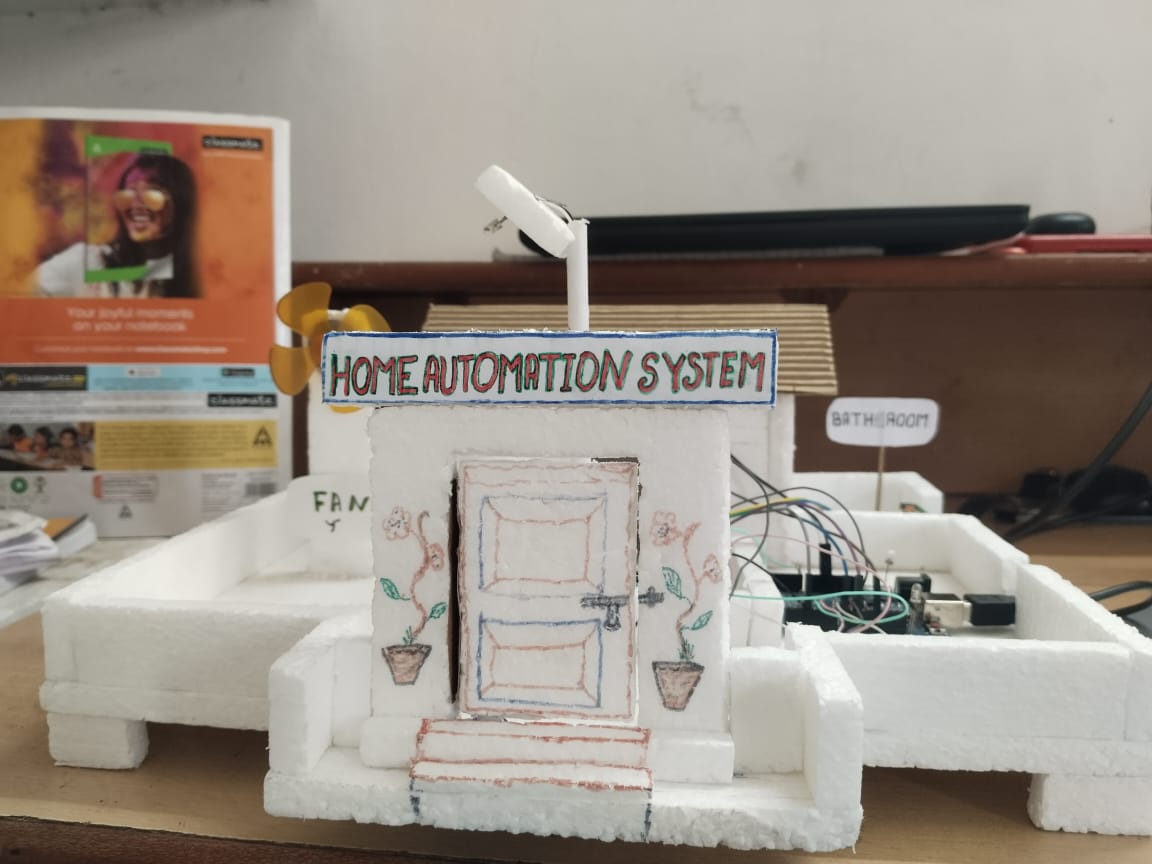 classmate
Your joyful moments
on your notebook
classmate
HOME AUTOMATION SYSTEM
BATHROOM
FAN